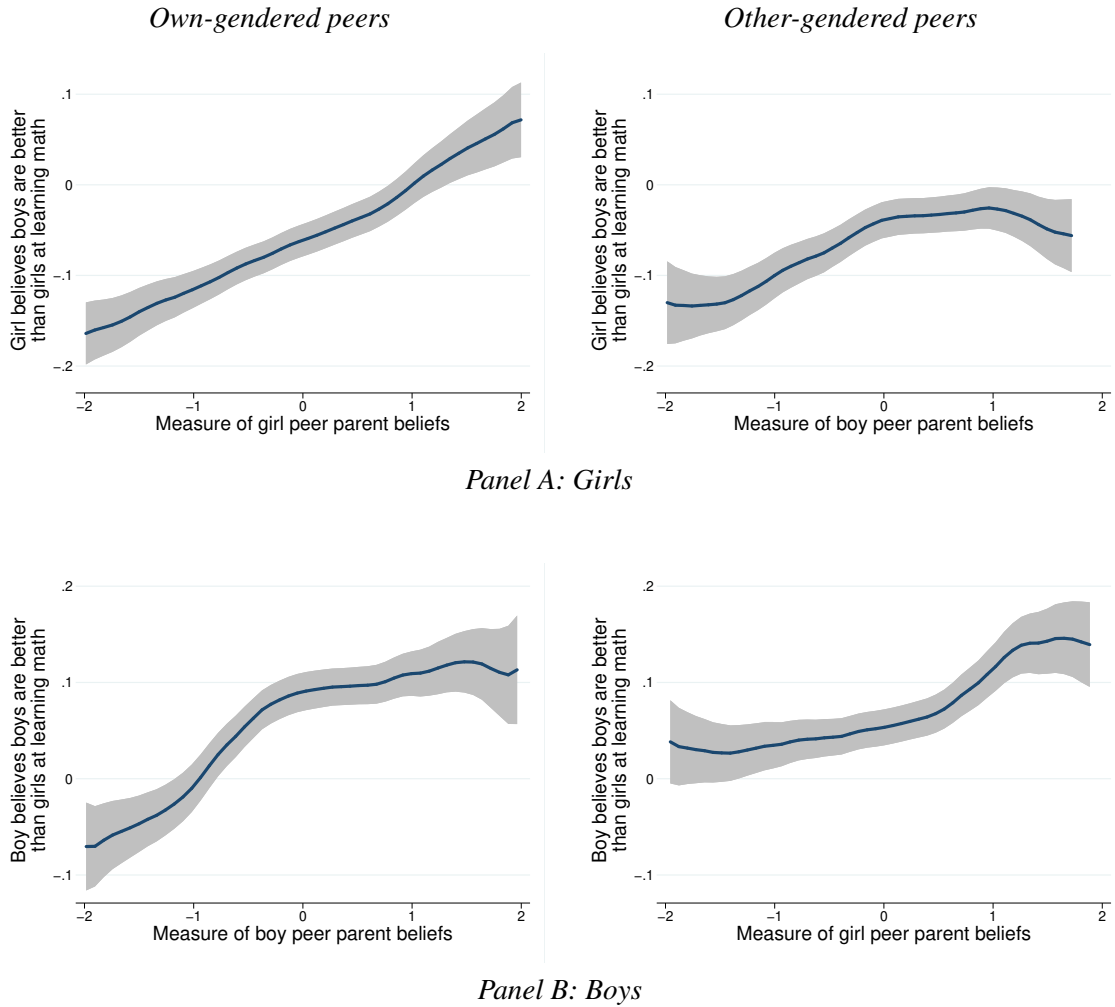 Own-gendered peers
Other-gendered peers
Girl believes boys are better
than girls at learning math
.1
0
−.1
−.2
−2
−1
0
1
2
Measure of girl peer parent beliefs
Girl believes boys are better
than girls at learning math
.1
0
−.1
−.2
−2
−1
0
1
2
Measure of boy peer parent beliefs
Panel A: Girls
Boy believes boys are better
than girls at learning math
.2
.1
0
−.1
−2
−1
0
1
2
Measure of boy peer parent beliefs
Boy believes boys are better
than girls at learning math
.2
.1
0
−.1
−2
−1
0
1
2
Measure of girl peer parent beliefs
Panel B: Boys